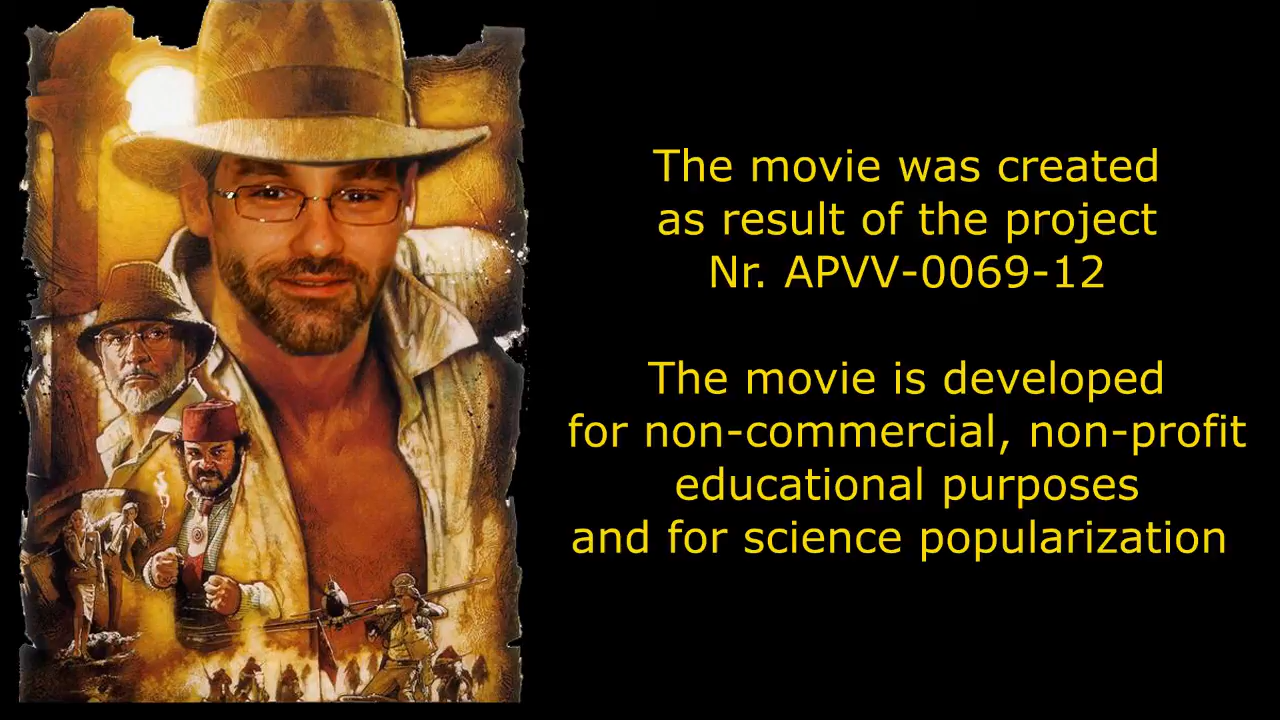 The movie was created
as result of the project
Nr. APVV-0069-12
The movie is developed
for non-commercial, non-profit
educational purposes
and for science popularization